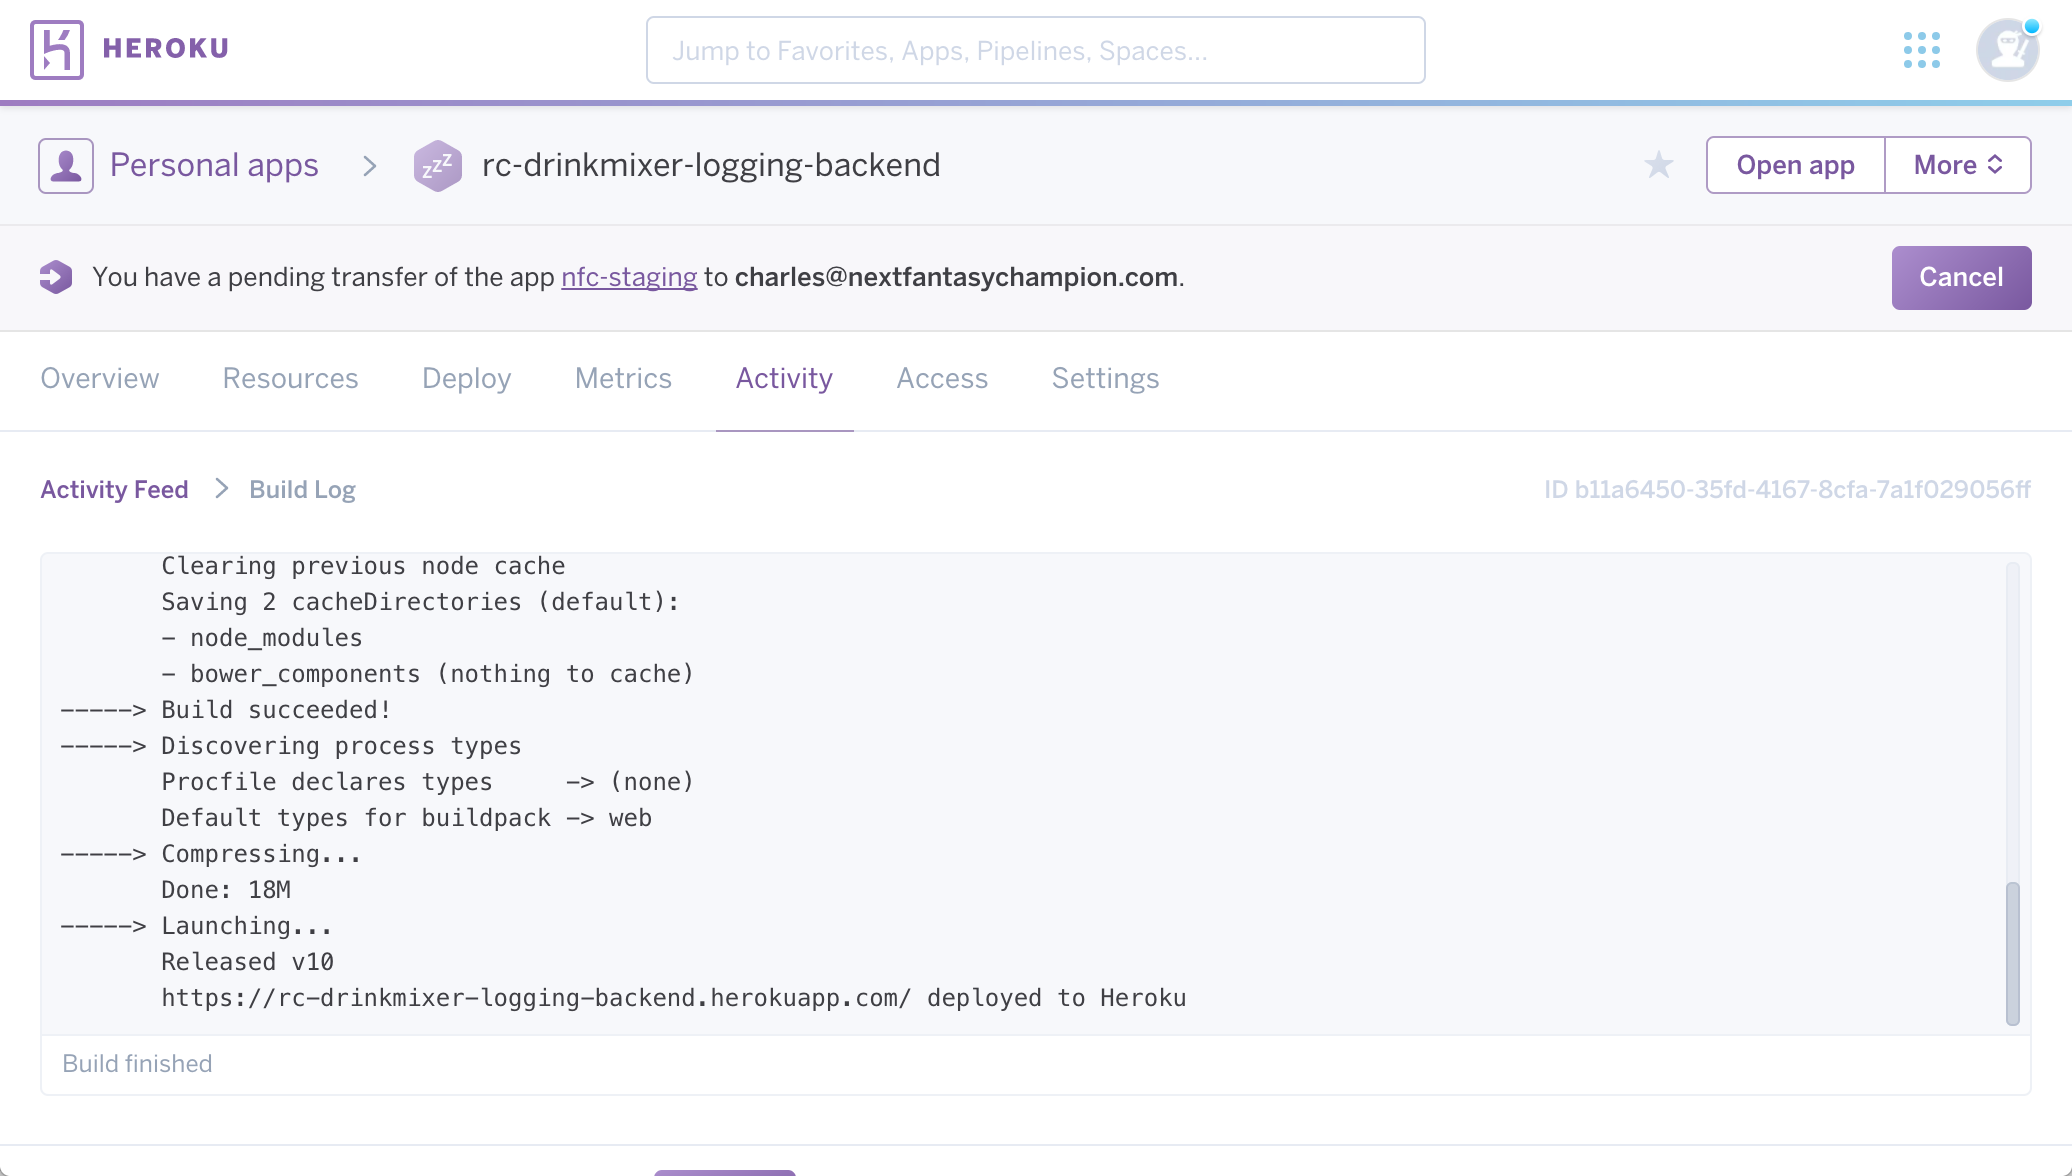 HEROKU
Jump to Favorites, Apps, Pipelines, Spaces...
Personal apps
zzz
rc-drinkmixer-logging-backend
Open app
More
You have a pending transfer of the app nfc-staging to charles@nextfantasychampion.com.
Cancel
Overview Resources Deploy Metrics Activity Access Settings
Activity Feed > Build Log
ID b11a6450-35fd-4167-8cfa-7a1f029056ff
Clearing previous node cache
Saving 2 cacheDirectories (default):
- node_modules
- bower_components (nothing to cache)
-----> Build succeeded!
-----> Discovering process types
Procfile declares types     -> (none)
Default types for buildpack -> web
-----> Compressing...
Done: 18M
-----> Launching...
Released v10
https://rc-drinkmixer-logging-backend.herokuapp.com/ deployed to Heroku
Build finished